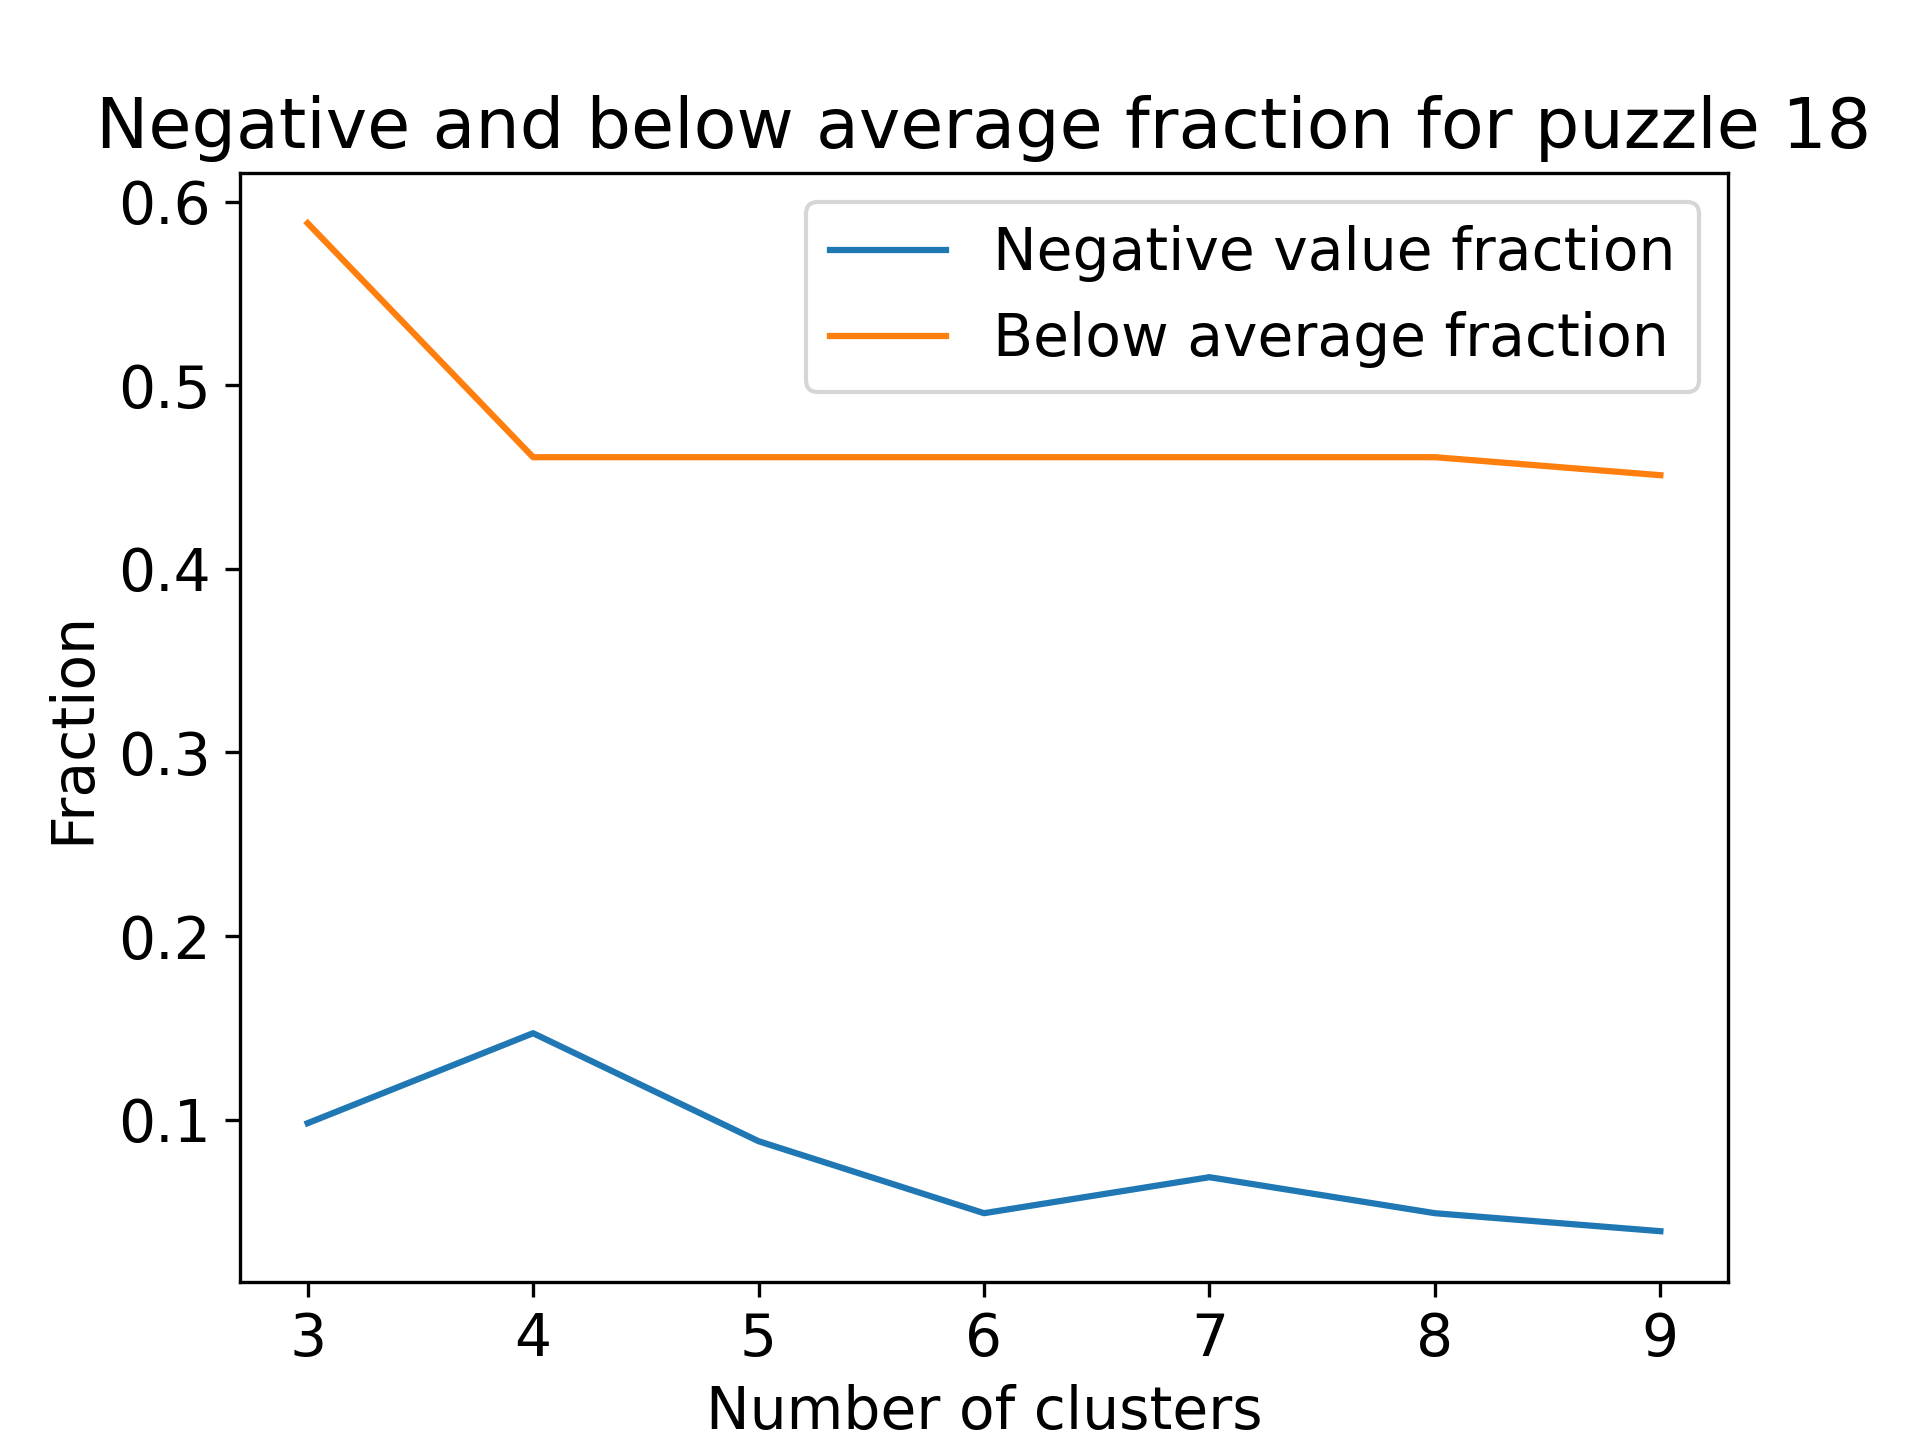 Negative and below average fraction for puzzle 18
Negative value fraction
Below average fraction
Fraction
0.6
0.5
0.4
0.3
0.2
0.1
3 4 5 6 7 8 9
Number of clusters